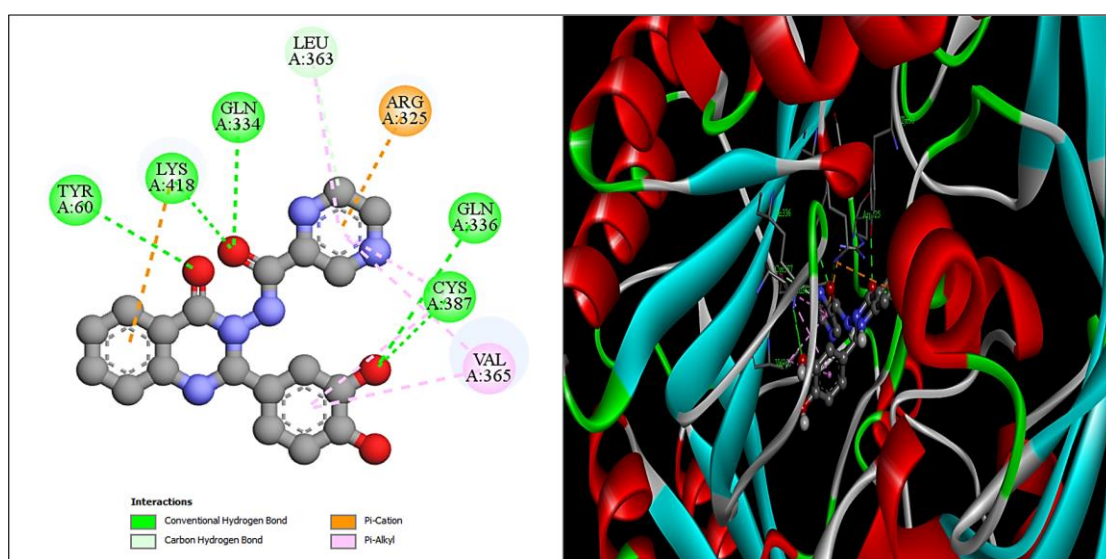 LEU
A:363
GLN
A:334
ARG
A:325
LYS
A:418
TYR
A:60
GLN
A:336
CYS
A:387
VAL
A:365
Interactions
Conventional Hydrogen Bond
Carbon Hydrogen Bond
Pi-Cation
Pi-Alkyl